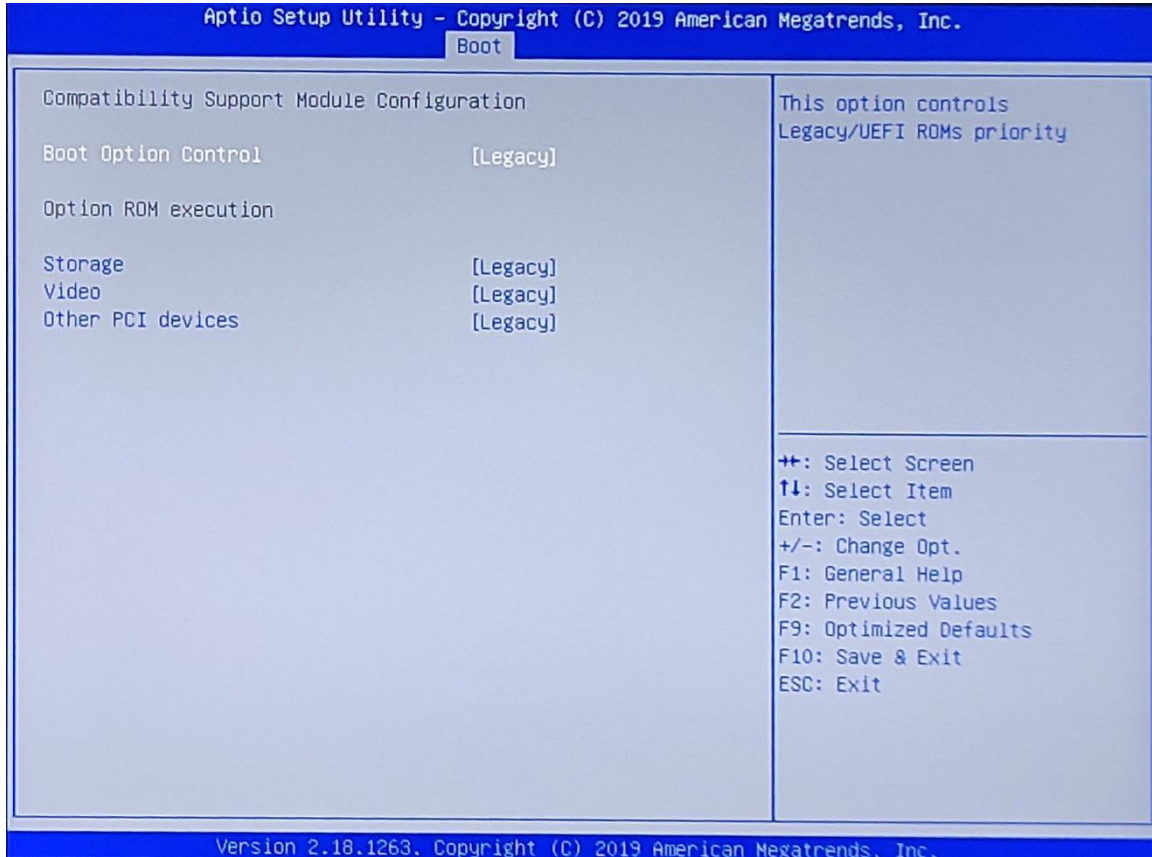 Aptio Setup Utility – Copyright (C) 2019 American Megatrends, Inc.
Boot
Compatibility Support Module Configuration
Boot Option Control [Legacy]
Option ROM execution
Storage [Legacy]
Video [Legacy]
Other PCI devices [Legacy]
This option controls
Legacy/UEFI ROMs priority
→←: Select Screen
↑↓: Select Item
Enter: Select
+/-: Change Opt.
F1: General Help
F2: Previous Values
F9: Optimized Defaults
F10: Save & Exit
ESC: Exit
Version 2.18.1263. Copyright (C) 2019 American Megatrends, Inc.